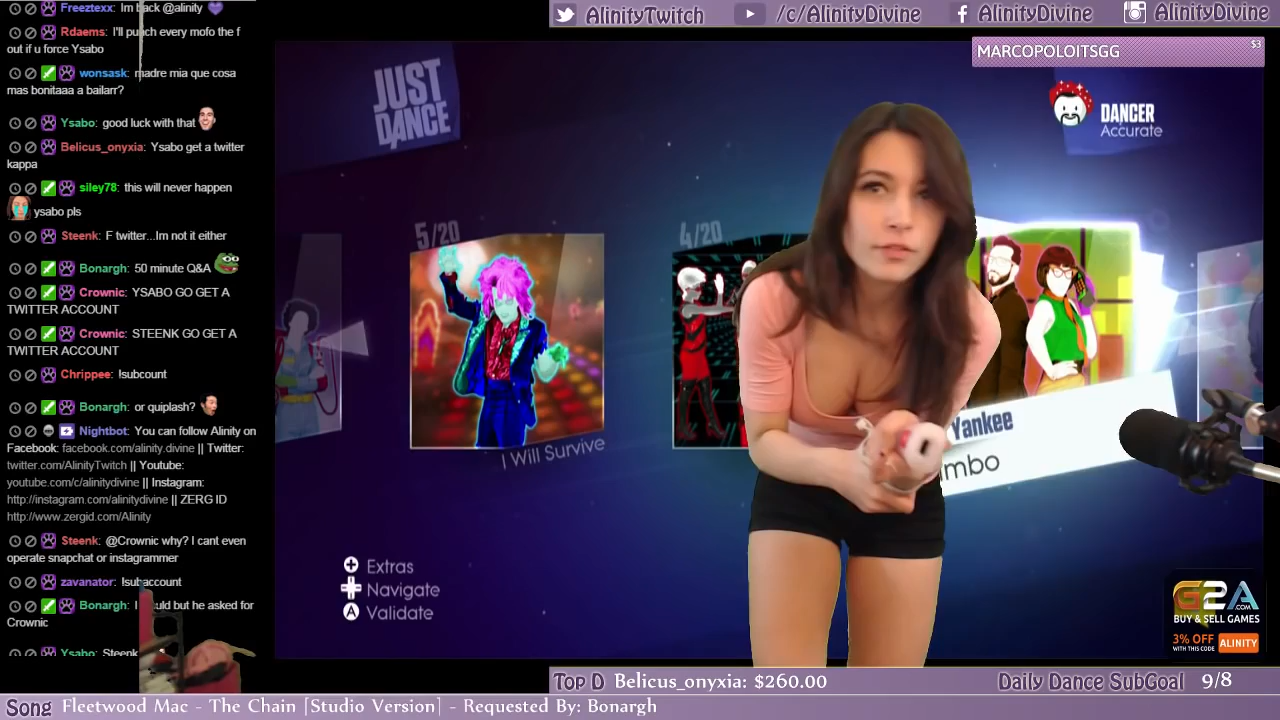 Freeztexx: Im back @alinity
Rdaems: I'll punch every mofo the f
out if u force Ysabo
wonsask: madre mia que cosa
mas bonitaaa a bailarr?
Ysabo: good luck with that
Belicus_onyxia: Ysabo get a twitter
kappa
siley78: this will never happen
ysabo pls
Steenk: F twitter...Im not it either
Bonargh: 50 minute Q&A
Crownic: YSABO GO GET A
TWITTER ACCOUNT
Crownic: STEENK GO GET A
TWITTER ACCOUNT
Chrippee: !subcount
Bonargh: or quiplash?
Nightbot: You can follow Alinity on
Facebook: facebook.com/alinity.divine || Twitter:
twitter.com/AlinityTwitch || Youtube:
youtube.com/c/alinitydivine || Instagram:
http://instagram.com/alinitydivine || ZERG ID
http://www.zergid.com/Alinity
Steenk: @Crownic why? I cant even
operate snapchat or instagrammer
zavanator: !subaccount
Bonargh: I would but he asked for
Crownic
Ysabo: Steenk
AlinityTwitch /c/AlinityDivine AlinityDivine AlinityDivine
MARCOPOLOITSGG $3
JUST
DANCE
DANCER
Accurate
5/20
4/20
I Will Survive
Yankee
mbo
Extras
Navigate
Validate
G2A
.COM
BUY & SELL GAMES
3% OFF
WITH THIS CODE
ALINITY
Top D Belicus_onyxia: $260.00
Daily Dance SubGoal 9/8
Song Fleetwood Mac - The Chain [Studio Version] - Requested By: Bonargh